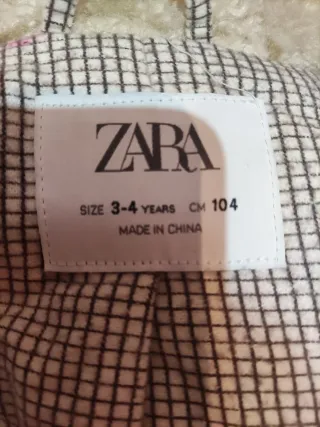 ZARA
SIZE 3-4 YEARS CM 104
MADE IN CHINA